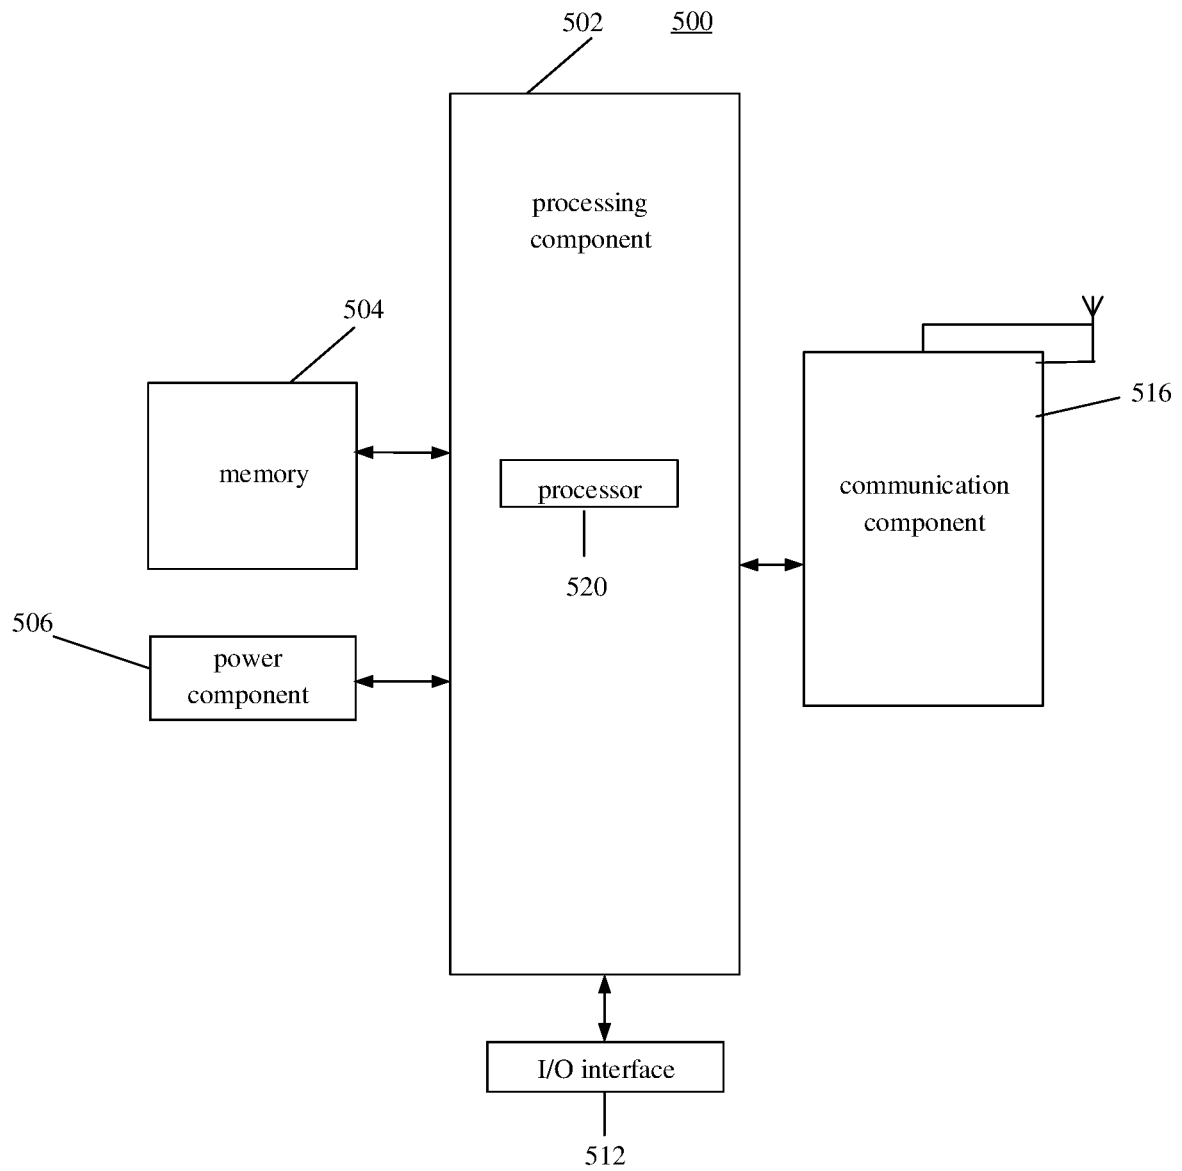 502
500
processing
component
504
516
memory
processor
communication
component
520
506
power
component
I/O interface
512